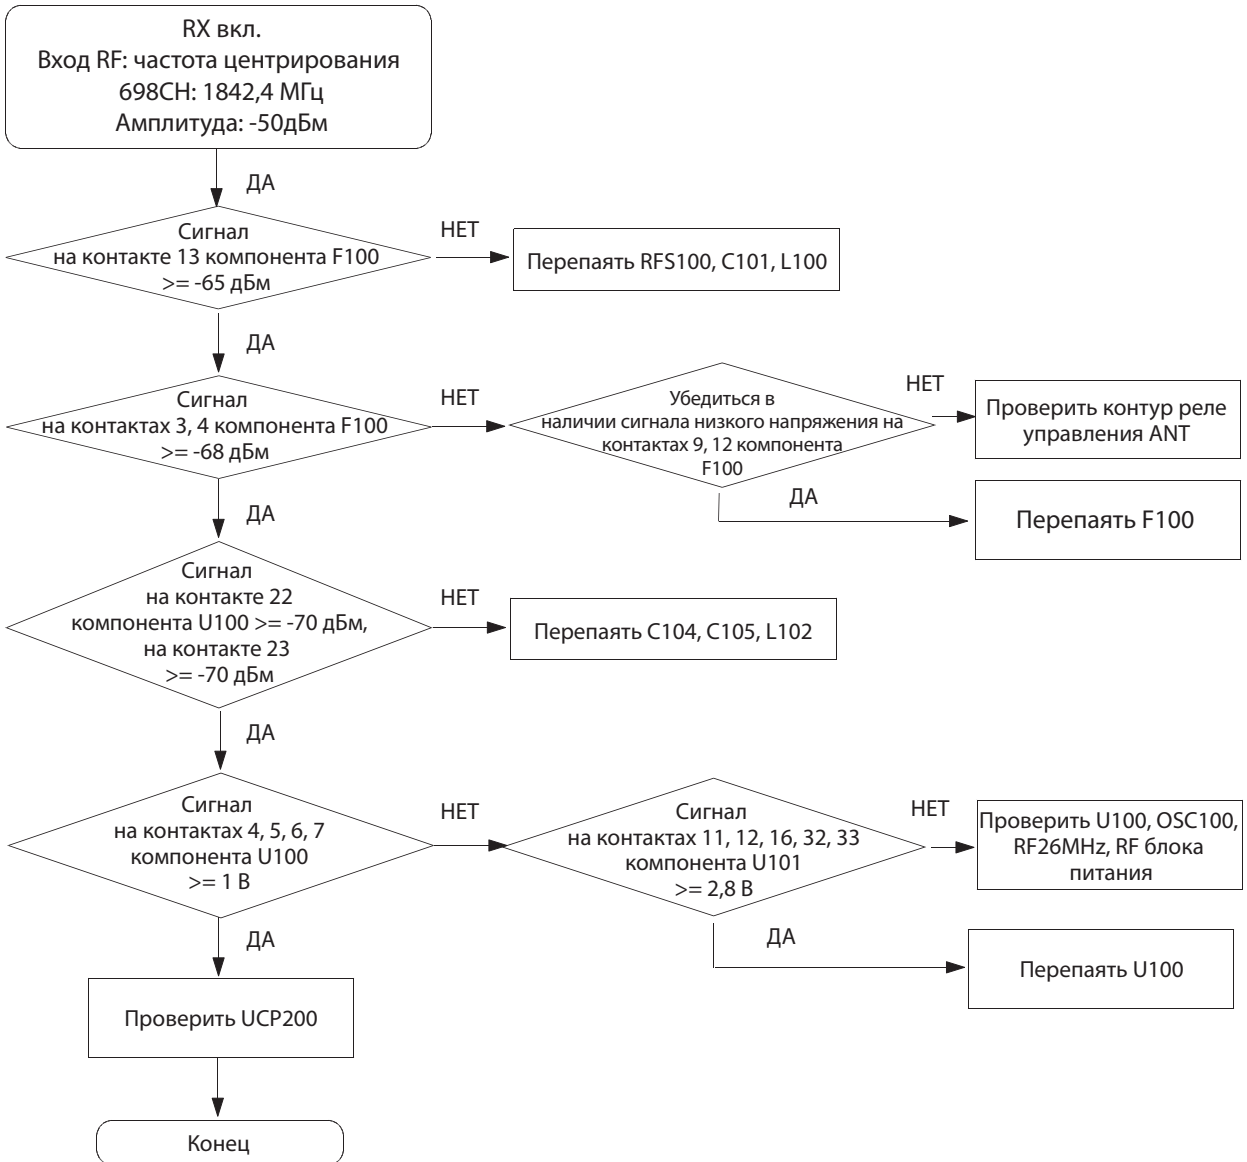 RX вкл.
Вход RF: частота центрирования
698CH: 1842,4 МГц
Амплитуда: -50дБм
ДА
Сигнал
на контакте 13 компонента F100
>= -65 дБм
НЕТ
Перепаять RFS100, C101, L100
ДА
Сигнал
на контактах 3, 4 компонента F100
>= -68 дБм
НЕТ
Убедиться в
наличии сигнала низкого напряжения на
контактах 9, 12 компонента
F100
НЕТ
Проверить контур реле
управления ANT
ДА
Перепаять F100
ДА
Сигнал
на контакте 22
компонента U100 >= -70 дБм,
на контакте 23
>= -70 дБм
НЕТ
Перепаять C104, C105, L102
ДА
Сигнал
на контактах 4, 5, 6, 7
компонента U100
>= 1 В
НЕТ
Сигнал
на контактах 11, 12, 16, 32, 33
компонента U101
>= 2,8 В
НЕТ
Проверить U100, OSC100,
RF26MHz, RF блока
питания
ДА
Перепаять U100
ДА
Проверить UCP200
Конец